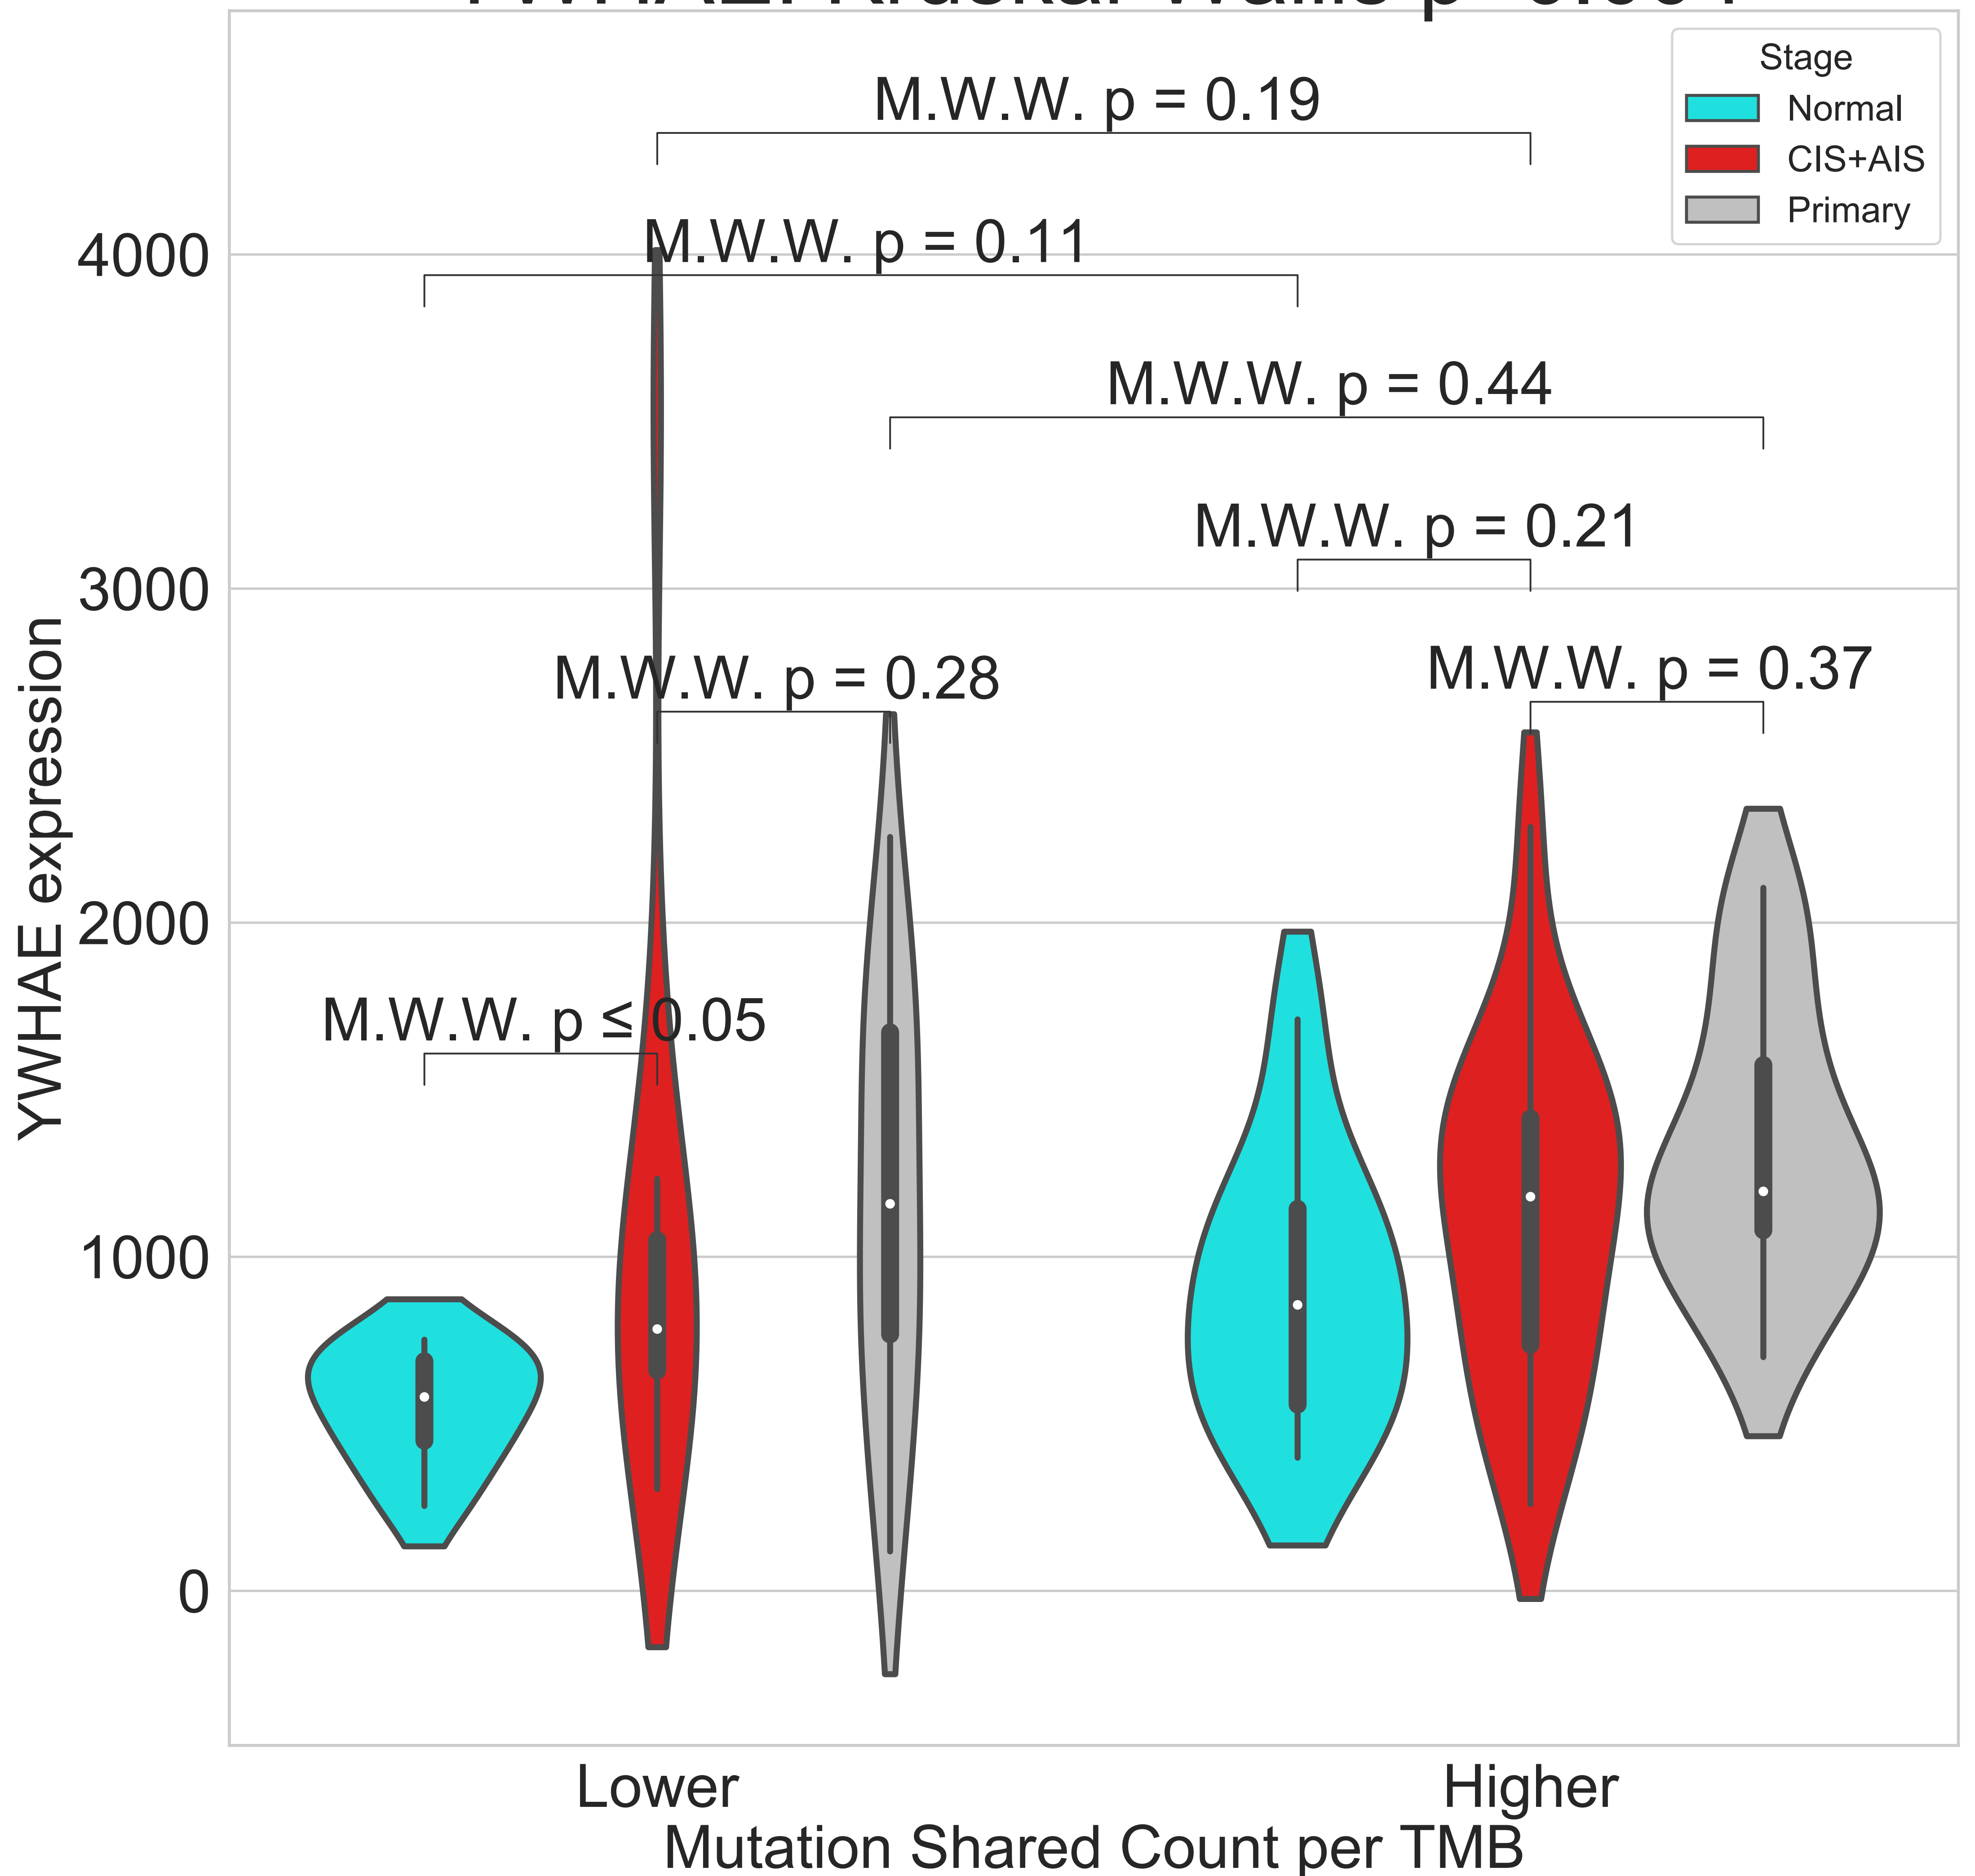 Stage
Normal
CIS+AIS
Primary
M.W.W. p = 0.19
M.W.W. p = 0.11
M.W.W. p = 0.44
M.W.W. p = 0.21
M.W.W. p = 0.28
M.W.W. p = 0.37
M.W.W. p ≤ 0.05
4000
3000
2000
1000
0
YWHAE expression
Lower
Higher
Mutation Shared Count per TMB